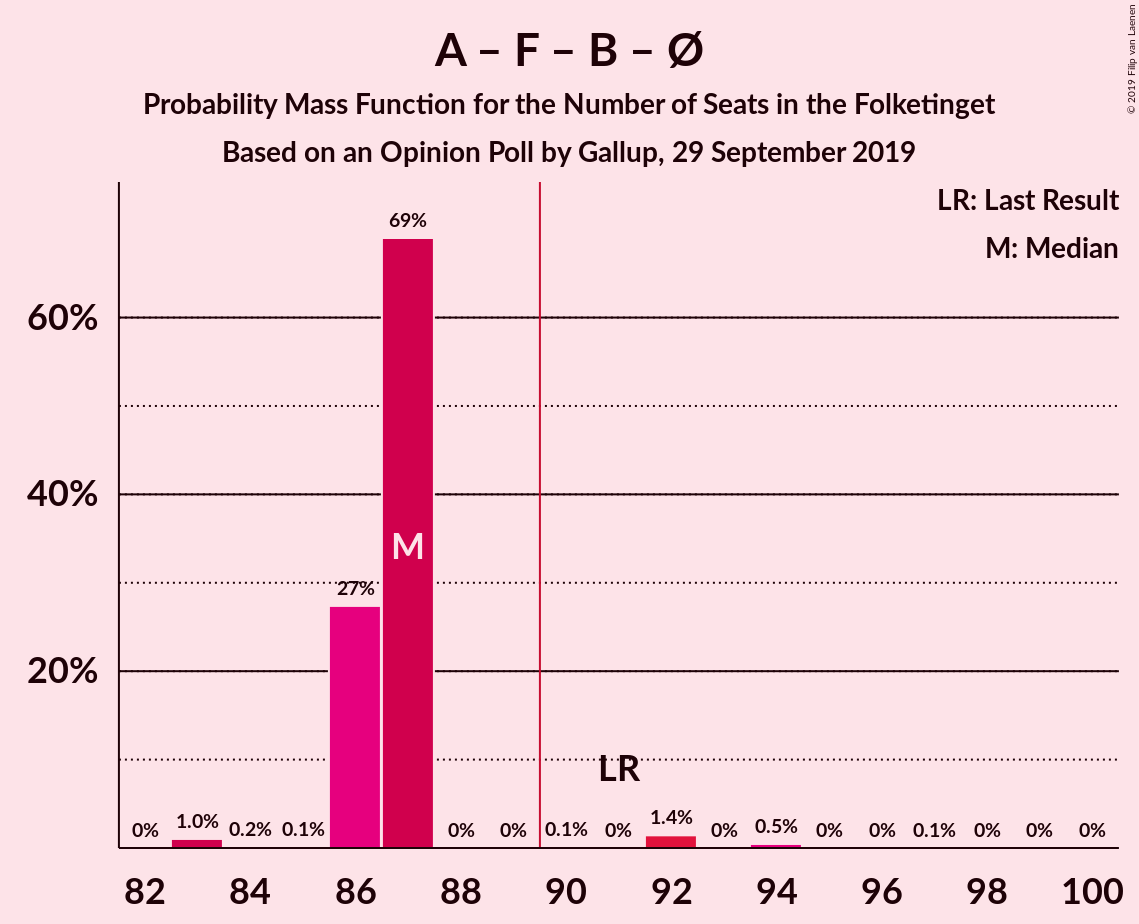 A – F – B – Ø
Probability Mass Function for the Number of Seats in the Folketinget
Based on an Opinion Poll by Gallup, 29 September 2019
© 2019 Filip van Laenen
LR: Last Result
M: Median
69%
60%
40%
M
27%
20%
LR
0% 1.0% 0.2% 0.1% 0% 0% 0.1% 0% 1.4% 0% 0.5% 0% 0% 0.1% 0% 0% 0%
82 84 86 88 90 92 94 96 98 100